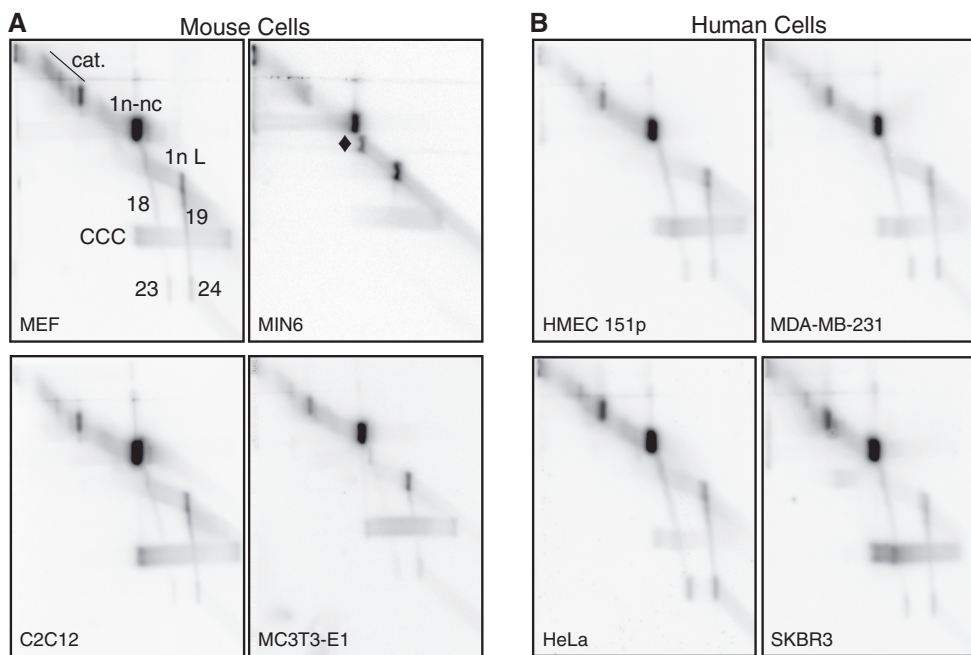 A
Mouse Cells
cat.
1n-nc
1n L
18
19
CCC
23
24
MEF
MIN6
C2C12
MC3T3-E1
B
Human Cells
HMEC 151p
MDA-MB-231
HeLa
SKBR3